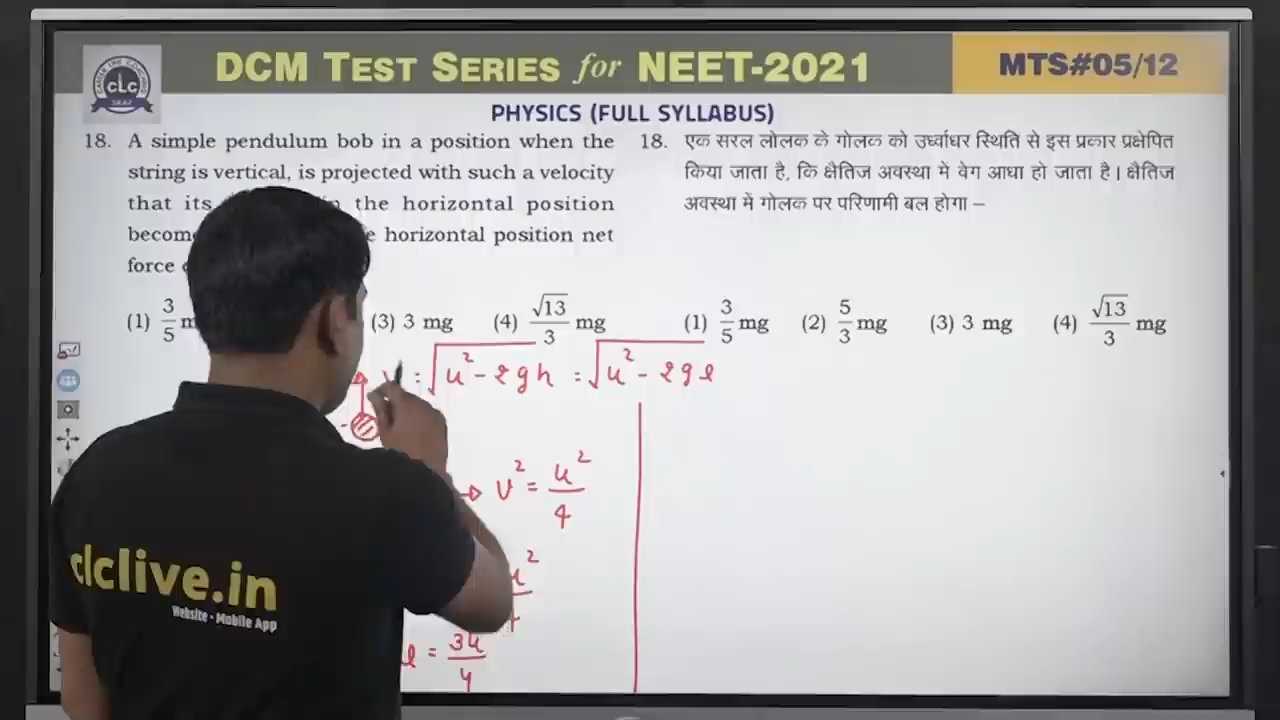 DCM TEST SERIES for NEET-2021
MTS#05/12
CLC
PHYSICS (FULL SYLLABUS)
18. A simple pendulum bob in a position when the
string is vertical, is projected with such a velocity
that its the horizontal position
horizontal position net
force
(1) 3/5 (3) 3 mg (4) √13/3 mg
18. एक सरल लोलक के गोलक को उर्ध्वाधर स्थिति से इस प्रकार प्रक्षेपित
किया जाता है, कि क्षैतिज अवस्था में वेग आधा हो जाता है। क्षैतिज
अवस्था में गोलक पर परिणामी बल होगा –
(1) 3/5 mg (2) 5/3 mg (3) 3 mg (4) √13/3 mg
= √u² - 2gh = √u² - 2gl
v² = u²/4
l = 3u/4
clclive.in
Website • Mobile App